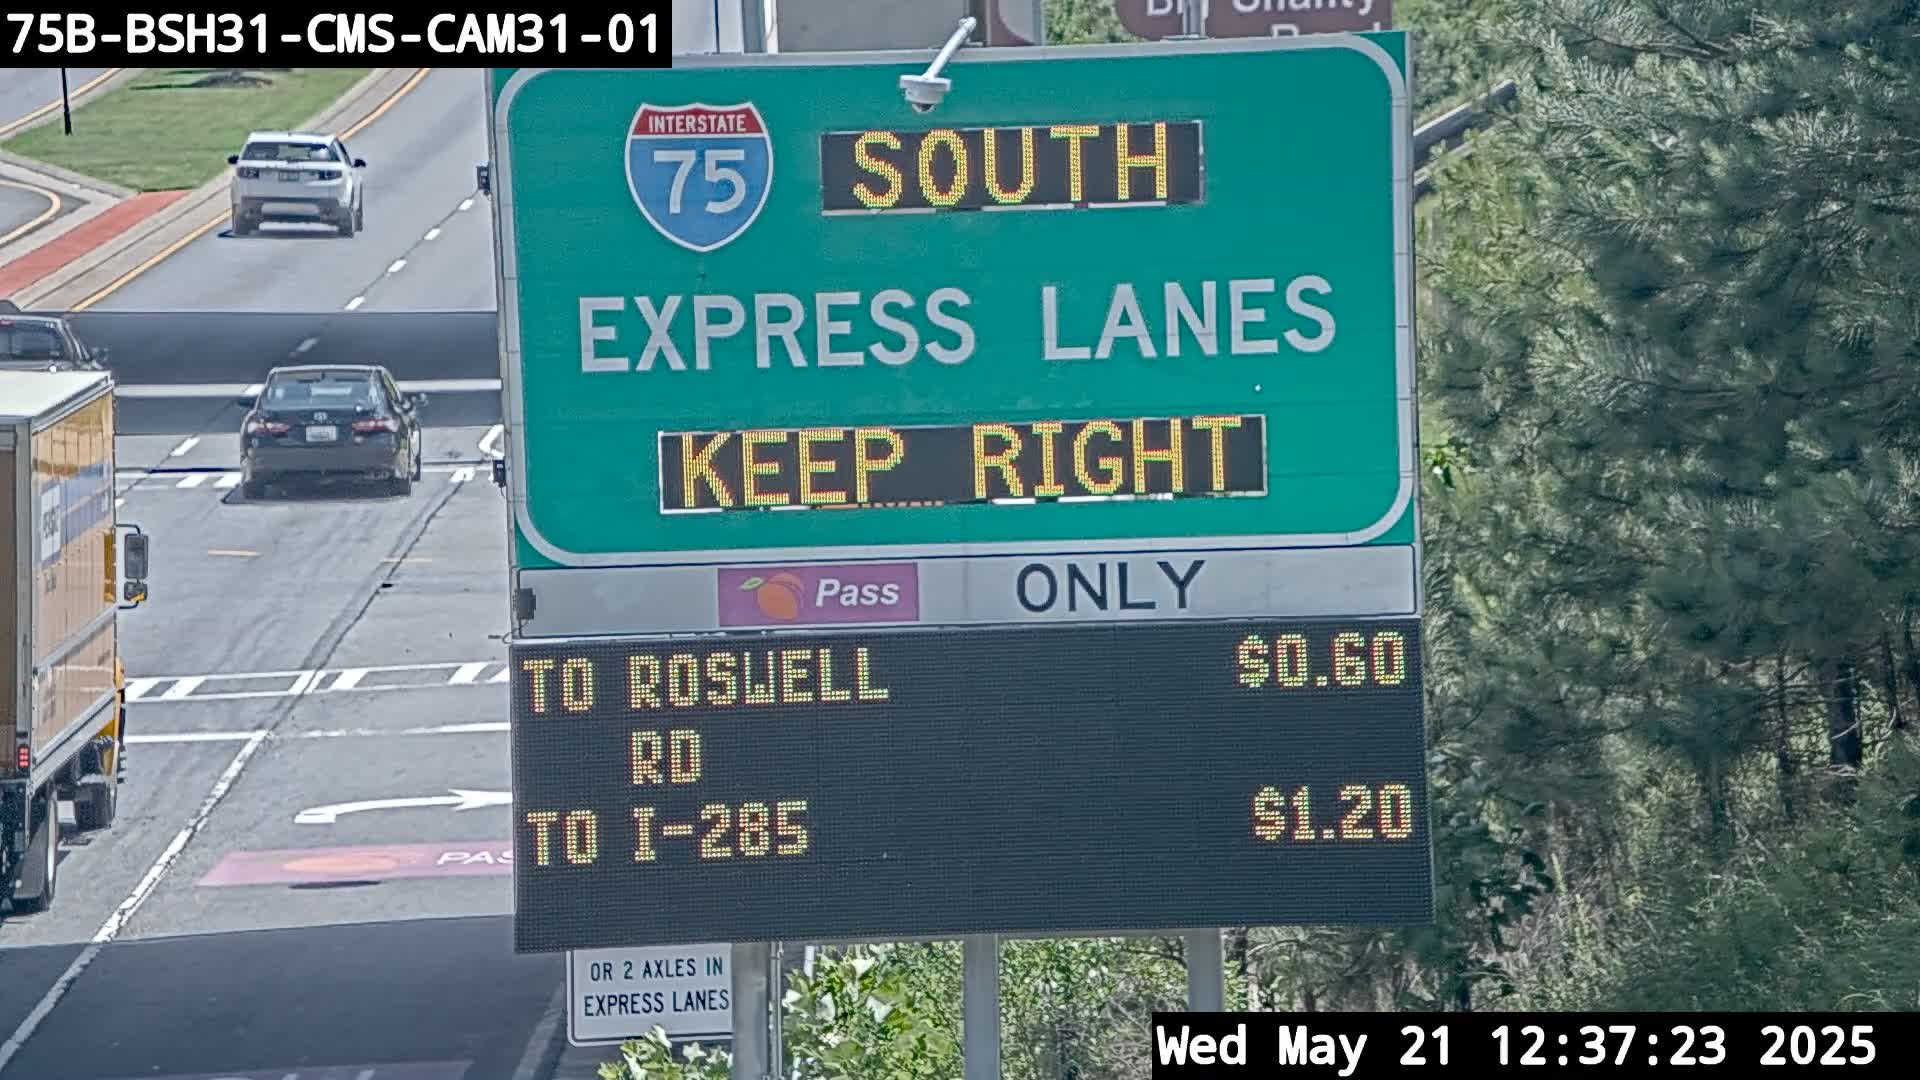 75B-BSH31-CMS-CAM31-01
INTERSTATE
75
SOUTH
EXPRESS LANES
KEEP RIGHT
Pass ONLY
TO ROSWELL $0.60
RD
TO I-285 $1.20
OR 2 AXLES IN
EXPRESS LANES
Wed May 21 12:37:23 2025